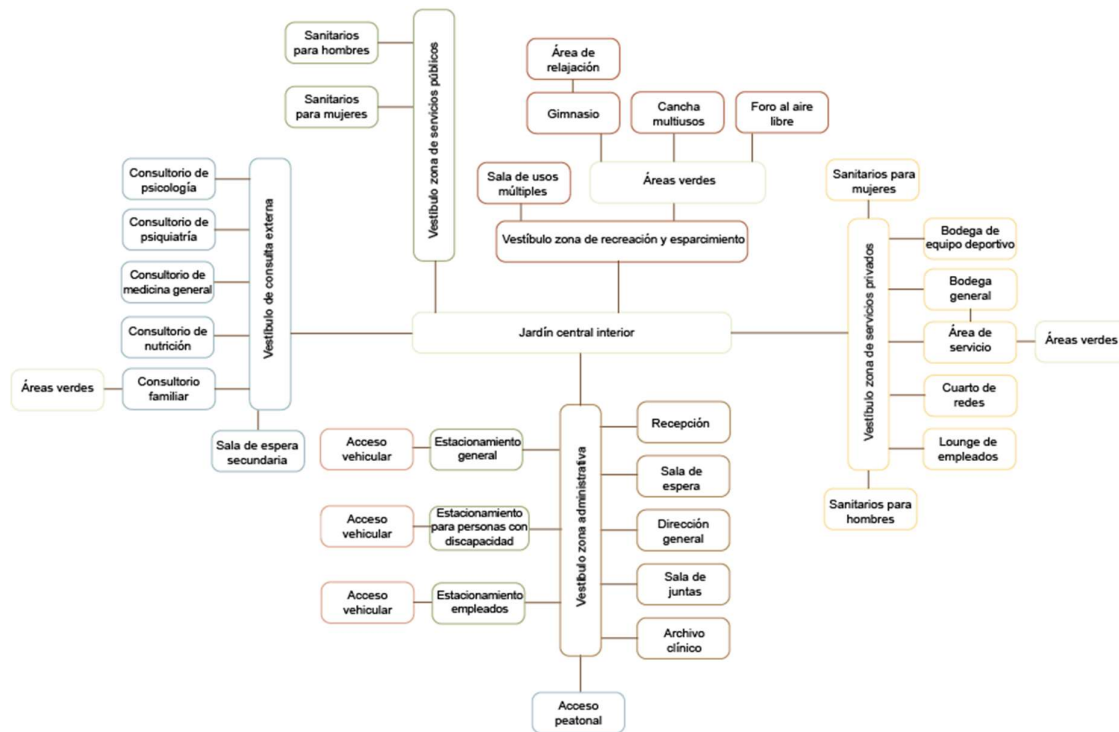 Sanitarios
para hombres
Sanitarios
para mujeres
Vestíbulo zona de servicios públicos
Área de
relajación
Gimnasio
Cancha
multiusos
Foro al aire
libre
Áreas verdes
Sala de usos
múltiples
Vestíbulo zona de recreación y esparcimiento
Consultorio de
psicología
Consultorio de
psiquiatría
Consultorio de
medicina general
Consultorio de
nutrición
Consultorio
familiar
Áreas verdes
Sala de espera
secundaria
Vestíbulo de consulta externa
Jardín central interior
Sanitarios para
mujeres
Vestíbulo zona de servicios privados
Bodega de
equipo deportivo
Bodega
general
Área de
servicio
Áreas verdes
Cuarto de
redes
Lounge de
empleados
Sanitarios para
hombres
Acceso
vehicular
Estacionamiento
general
Acceso
vehicular
Estacionamiento
para personas con
discapacidad
Acceso
vehicular
Estacionamiento
empleados
Vestíbulo zona administrativa
Recepción
Sala de
espera
Dirección
general
Sala de
juntas
Archivo
clínico
Acceso
peatonal